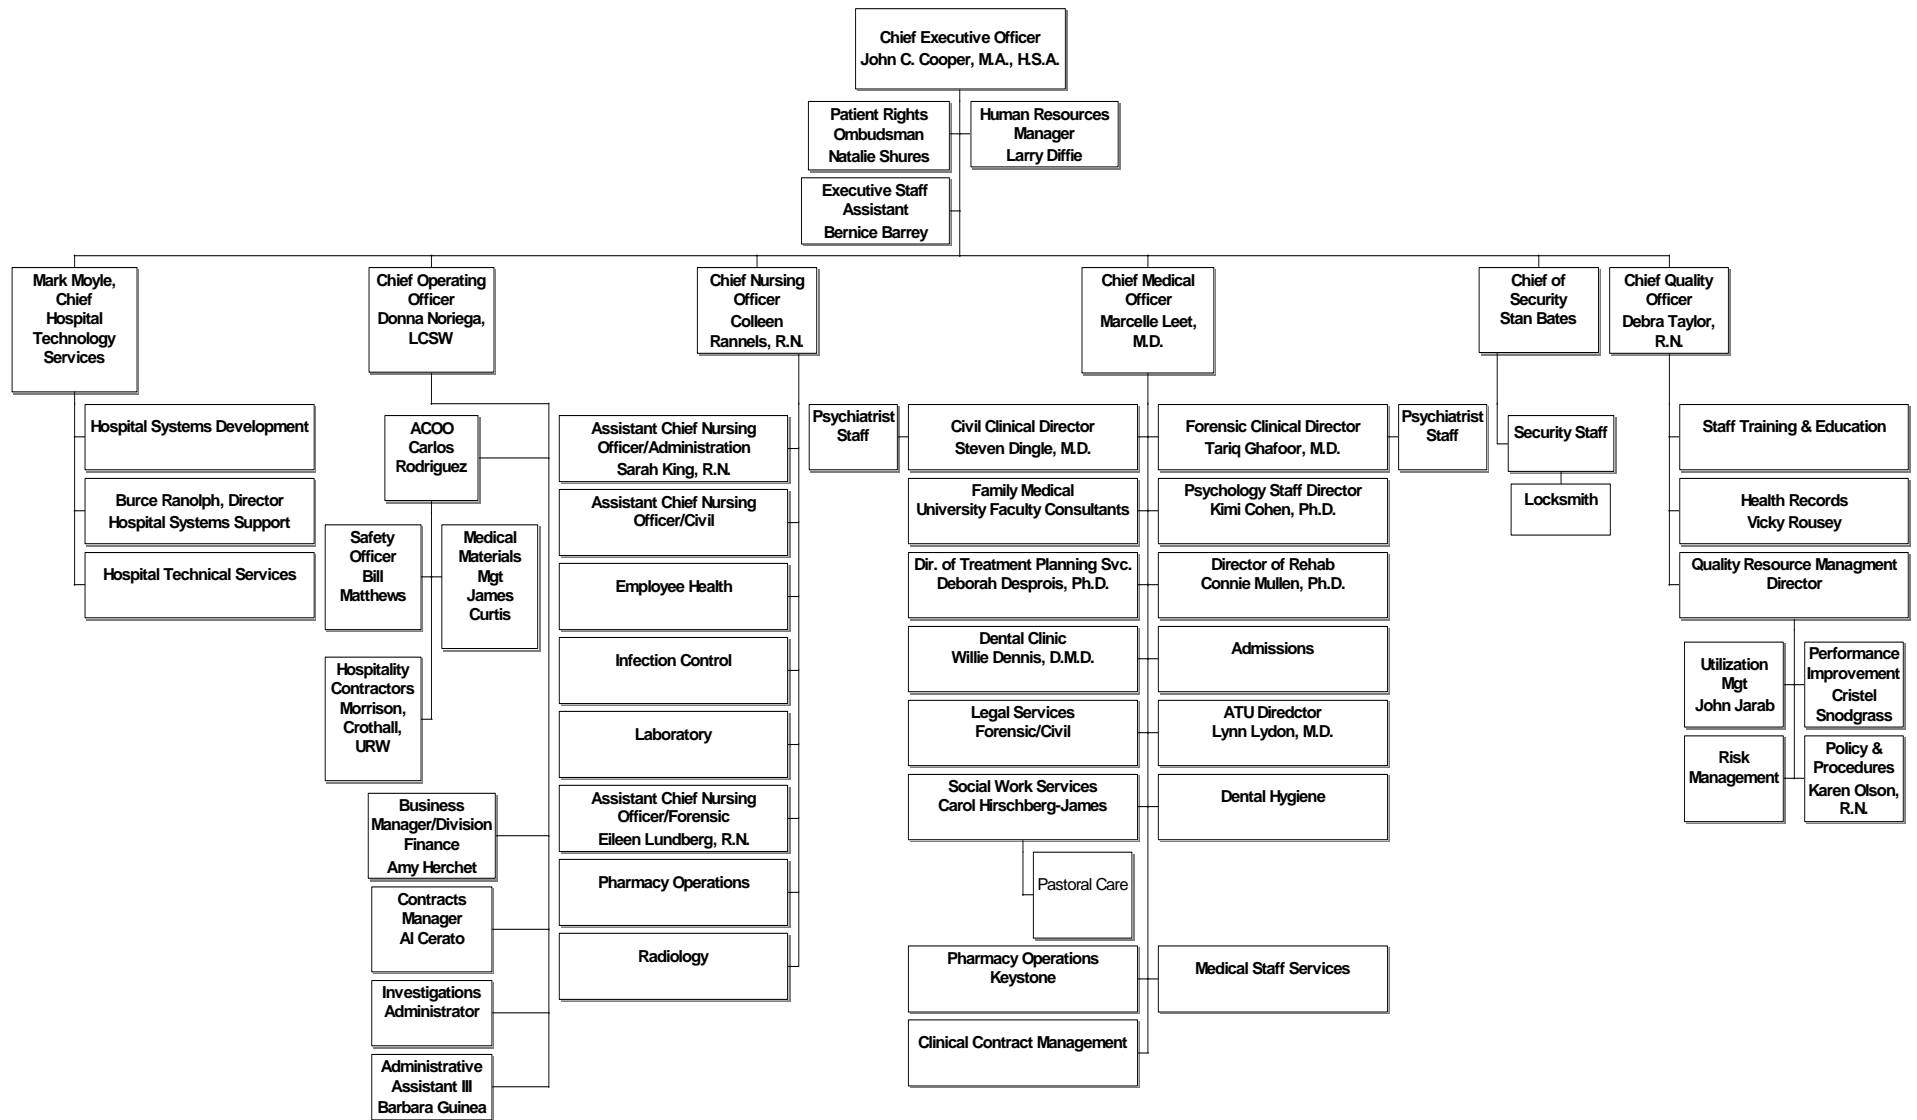 Chief Executive Officer
John C. Cooper, M.A., H.S.A.
Patient Rights
Ombudsman
Natalie Shures
Human Resources
Manager
Larry Diffie
Executive Staff
Assistant
Bernice Barrey
Mark Moyle,
Chief
Hospital
Technology
Services
Hospital Systems Development
Burce Ranolph, Director
Hospital Systems Support
Hospital Technical Services
Chief Operating
Officer
Donna Noriega,
LCSW
ACOO
Carlos
Rodriguez
Safety
Officer
Bill
Matthews
Medical
Materials
Mgt
James
Curtis
Hospitality
Contractors
Morrison,
Crothall,
URW
Business
Manager/Division
Finance
Amy Herchet
Contracts
Manager
Al Cerato
Investigations
Administrator
Administrative
Assistant III
Barbara Guinea
Chief Nursing
Officer
Colleen
Rannels, R.N.
Assistant Chief Nursing
Officer/Administration
Sarah King, R.N.
Assistant Chief Nursing
Officer/Civil
Employee Health
Infection Control
Laboratory
Assistant Chief Nursing
Officer/Forensic
Eileen Lundberg, R.N.
Pharmacy Operations
Radiology
Chief Medical
Officer
Marcelle Leet,
M.D.
Psychiatrist
Staff
Civil Clinical Director
Steven Dingle, M.D.
Forensic Clinical Director
Tariq Ghafoor, M.D.
Psychiatrist
Staff
Family Medical
University Faculty Consultants
Psychology Staff Director
Kimi Cohen, Ph.D.
Dir. of Treatment Planning Svc.
Deborah Desprois, Ph.D.
Director of Rehab
Connie Mullen, Ph.D.
Dental Clinic
Willie Dennis, D.M.D.
Admissions
Legal Services
Forensic/Civil
ATU Diredctor
Lynn Lydon, M.D.
Social Work Services
Carol Hirschberg-James
Dental Hygiene
Pastoral Care
Pharmacy Operations
Keystone
Medical Staff Services
Clinical Contract Management
Chief of
Security
Stan Bates
Security Staff
Locksmith
Chief Quality
Officer
Debra Taylor,
R.N.
Staff Training & Education
Health Records
Vicky Rousey
Quality Resource Managment
Director
Utilization
Mgt
John Jarab
Performance
Improvement
Cristel
Snodgrass
Risk
Management
Policy &
Procedures
Karen Olson,
R.N.